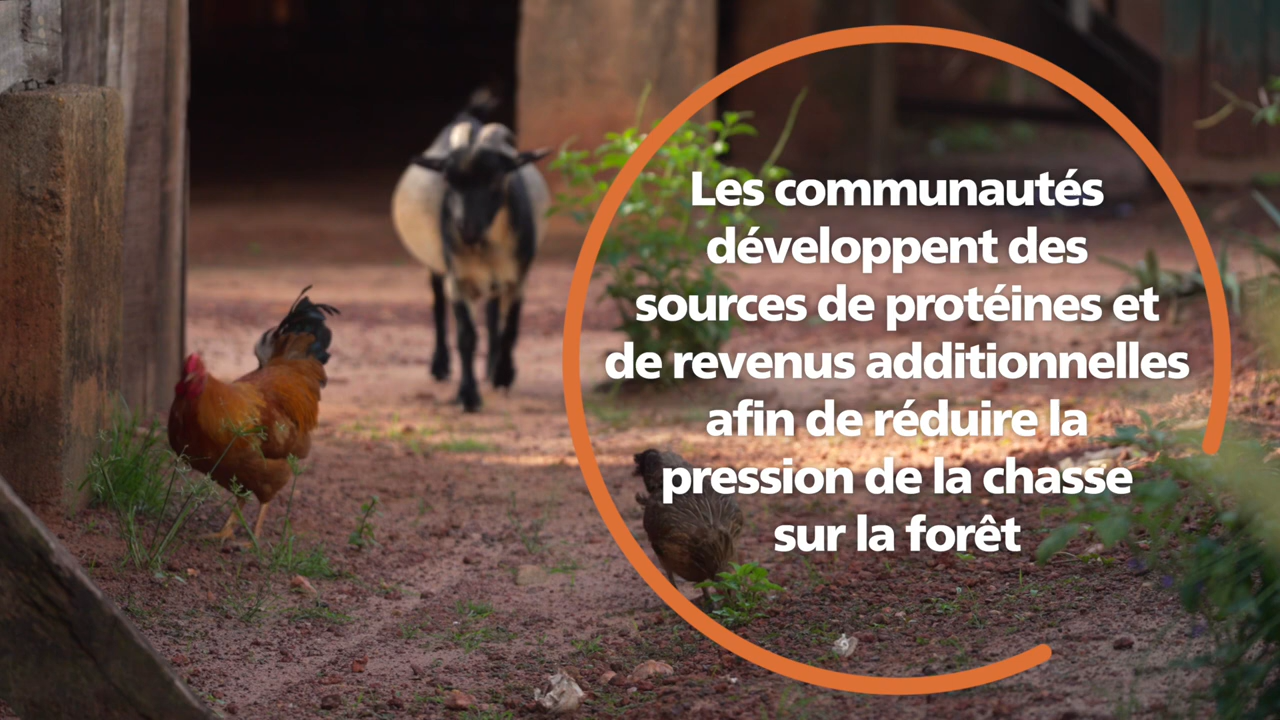 Les communautés
développent des
sources de protéines et
de revenus additionnelles
afin de réduire la
pression de la chasse
sur la forêt